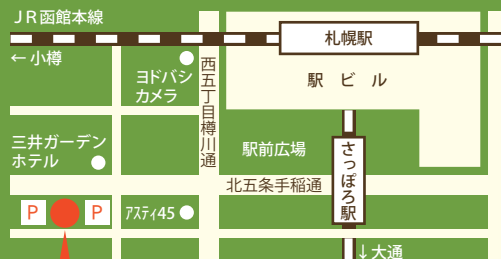 JR函館本線
札幌駅
← 小樽
ヨドバシ
カメラ
西五丁目樽川通
駅 ビ ル
三井ガーデン
ホテル
駅前広場
さっぽろ駅
北五条手稲通
P
P
アスティ45
↓大通